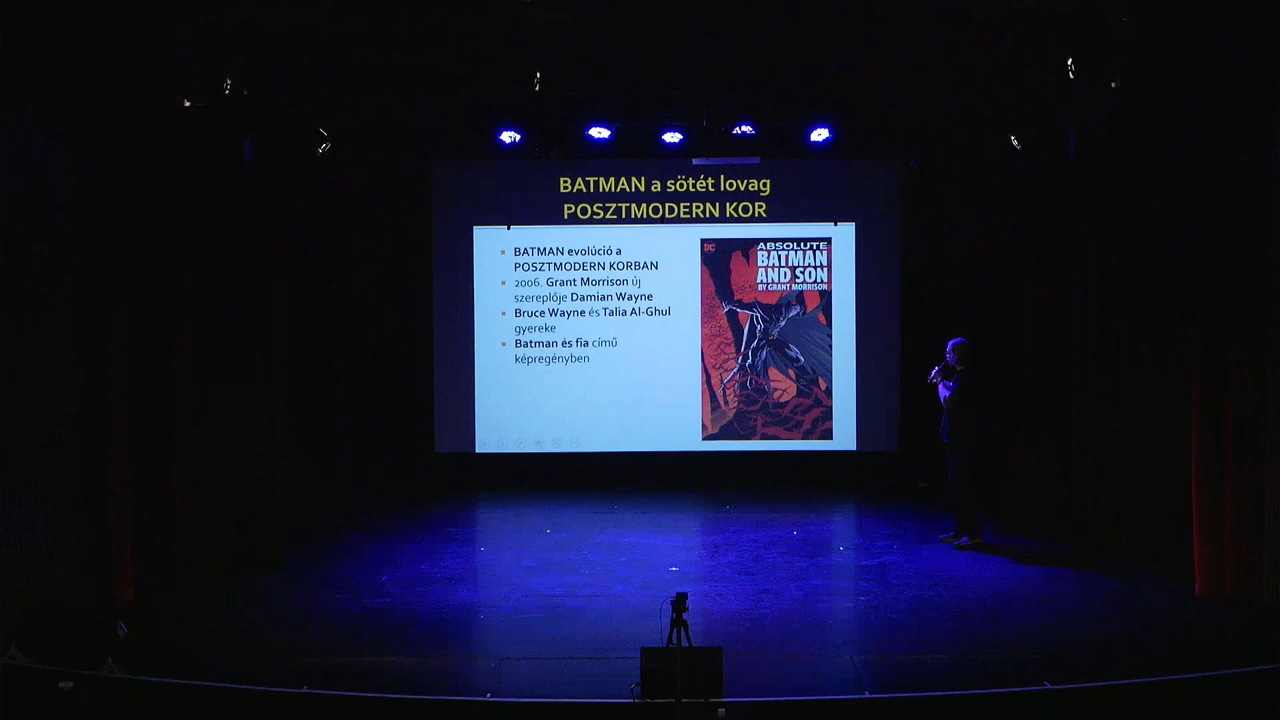 BATMAN a sötét lovag
POSZTMODERN KOR
BATMAN evolúció a
POSZTMODERN KORBAN
2006. Grant Morrison új
szereplője Damian Wayne
Bruce Wayne és Talia Al-Ghul
gyereke
Batman és fia című
képregényben
DC
ABSOLUTE
BATMAN
AND SON
BY GRANT MORRISON